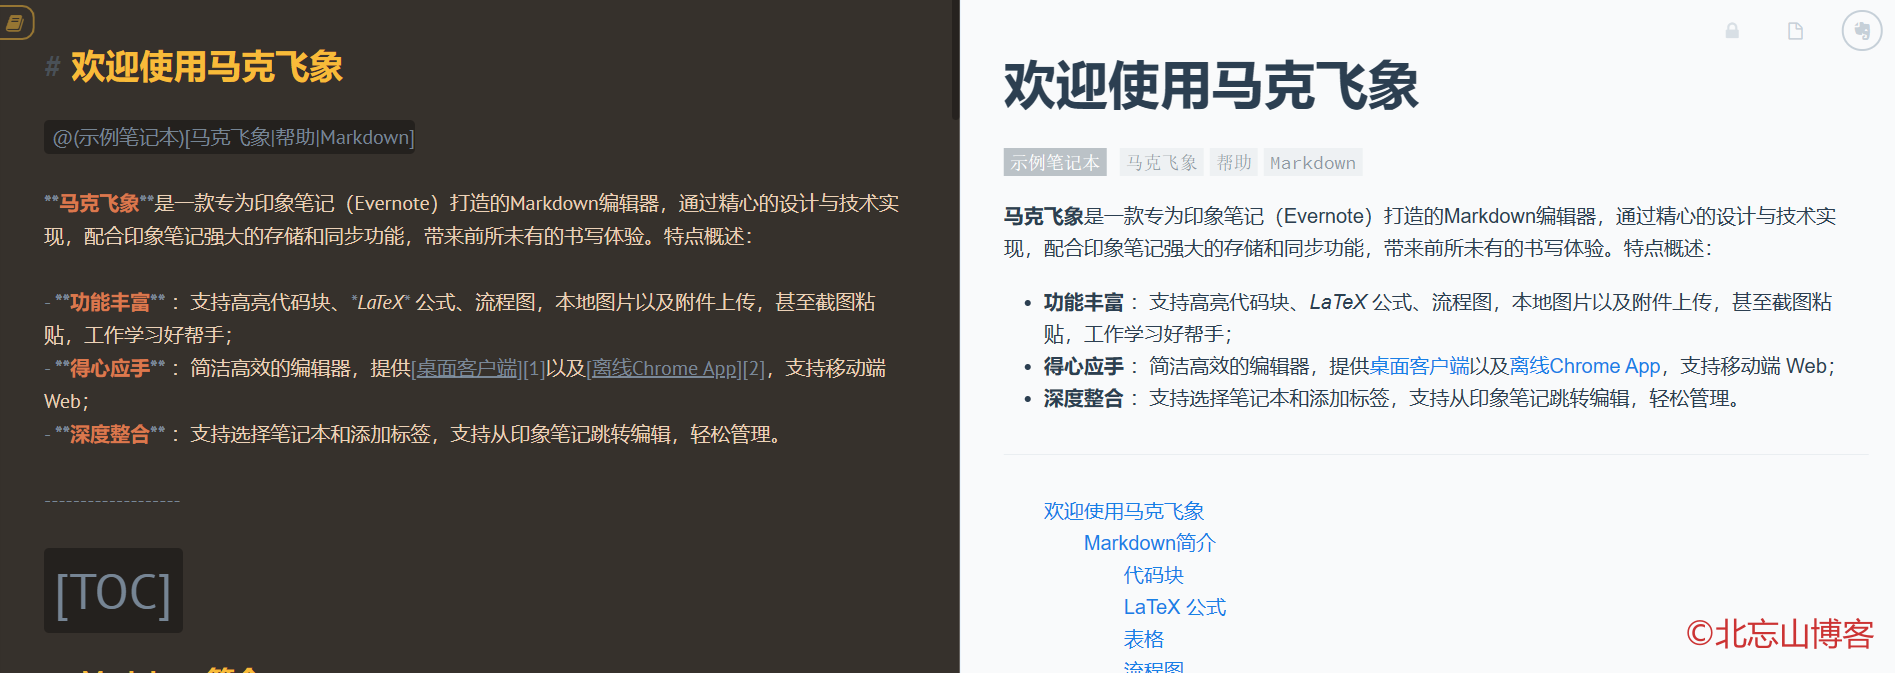 # 欢迎使用马克飞象
@(示例笔记本)[马克飞象|帮助|Markdown]
**马克飞象**是一款专为印象笔记（Evernote）打造的Markdown编辑器，通过精心的设计与技术实
现，配合印象笔记强大的存储和同步功能，带来前所未有的书写体验。特点概述：
- **功能丰富** ：支持高亮代码块、*LaTeX* 公式、流程图，本地图片以及附件上传，甚至截图粘
贴，工作学习好帮手；
- **得心应手** ：简洁高效的编辑器，提供[桌面客户端][1]以及[离线Chrome App][2]，支持移动端
Web；
- **深度整合** ：支持选择笔记本和添加标签，支持从印象笔记跳转编辑，轻松管理。
-------------------
[TOC]
欢迎使用马克飞象
示例笔记本 马克飞象 帮助 Markdown
马克飞象是一款专为印象笔记（Evernote）打造的Markdown编辑器，通过精心的设计与技术实
现，配合印象笔记强大的存储和同步功能，带来前所未有的书写体验。特点概述：
• 功能丰富 ：支持高亮代码块、LaTeX 公式、流程图，本地图片以及附件上传，甚至截图粘
贴，工作学习好帮手；
• 得心应手 ：简洁高效的编辑器，提供桌面客户端以及离线Chrome App，支持移动端 Web；
• 深度整合 ：支持选择笔记本和添加标签，支持从印象笔记跳转编辑，轻松管理。
欢迎使用马克飞象
Markdown简介
代码块
LaTeX 公式
表格
流程图
©北忘山博客